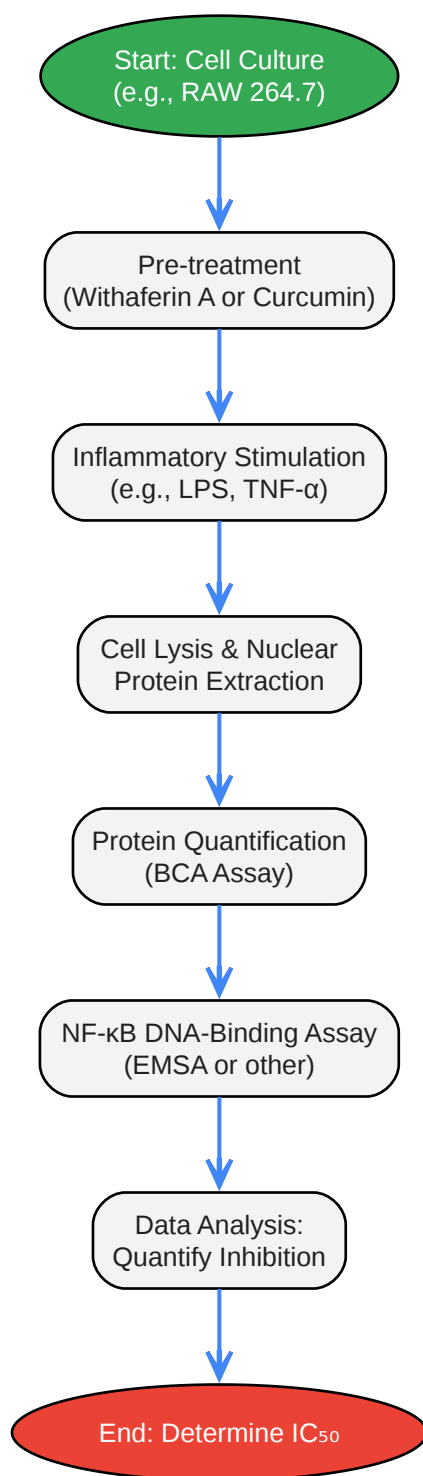 Start: Cell Culture
(e.g., RAW 264.7)
Pre-treatment
(Withaferin A or Curcumin)
Inflammatory Stimulation
(e.g., LPS, TNF-α)
Cell Lysis & Nuclear
Protein Extraction
Protein Quantification
(BCA Assay)
NF-κB DNA-Binding Assay
(EMSA or other)
Data Analysis:
Quantify Inhibition
End: Determine IC₅₀